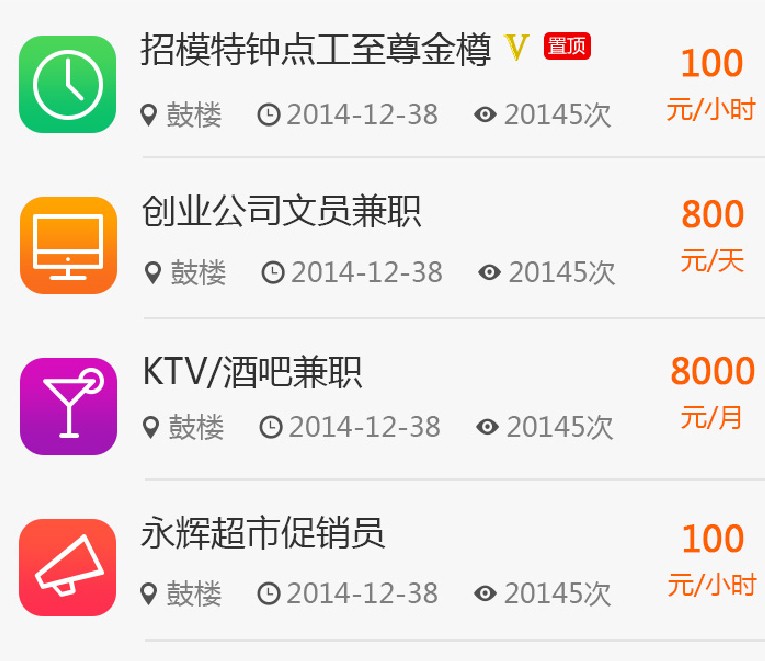 招模特钟点工至尊金樽 V 置顶
100
元/小时
鼓楼 2014-12-38 20145次
创业公司文员兼职
800
元/天
鼓楼 2014-12-38 20145次
KTV/酒吧兼职
8000
元/月
鼓楼 2014-12-38 20145次
永辉超市促销员
100
元/小时
鼓楼 2014-12-38 20145次